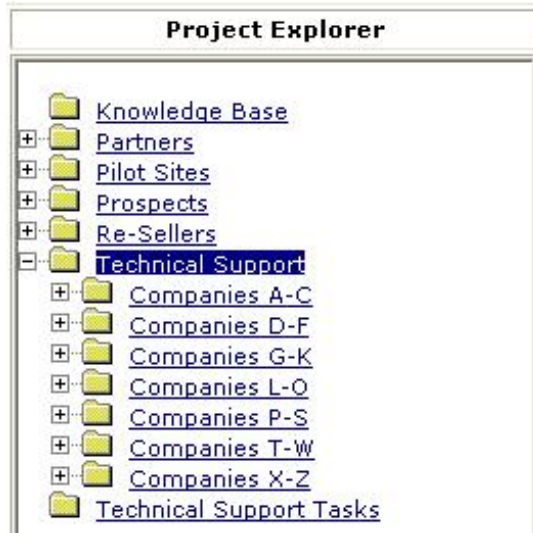 Project Explorer
Knowledge Base
Partners
Pilot Sites
Prospects
Re-Sellers
Technical Support
Companies A-C
Companies D-F
Companies G-K
Companies L-O
Companies P-S
Companies T-W
Companies X-Z
Technical Support Tasks